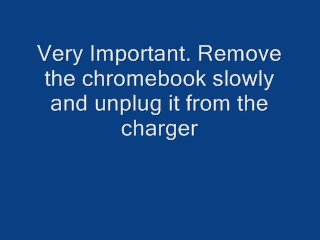 Very Important. Remove
the chromebook slowly
and unplug it from the
charger